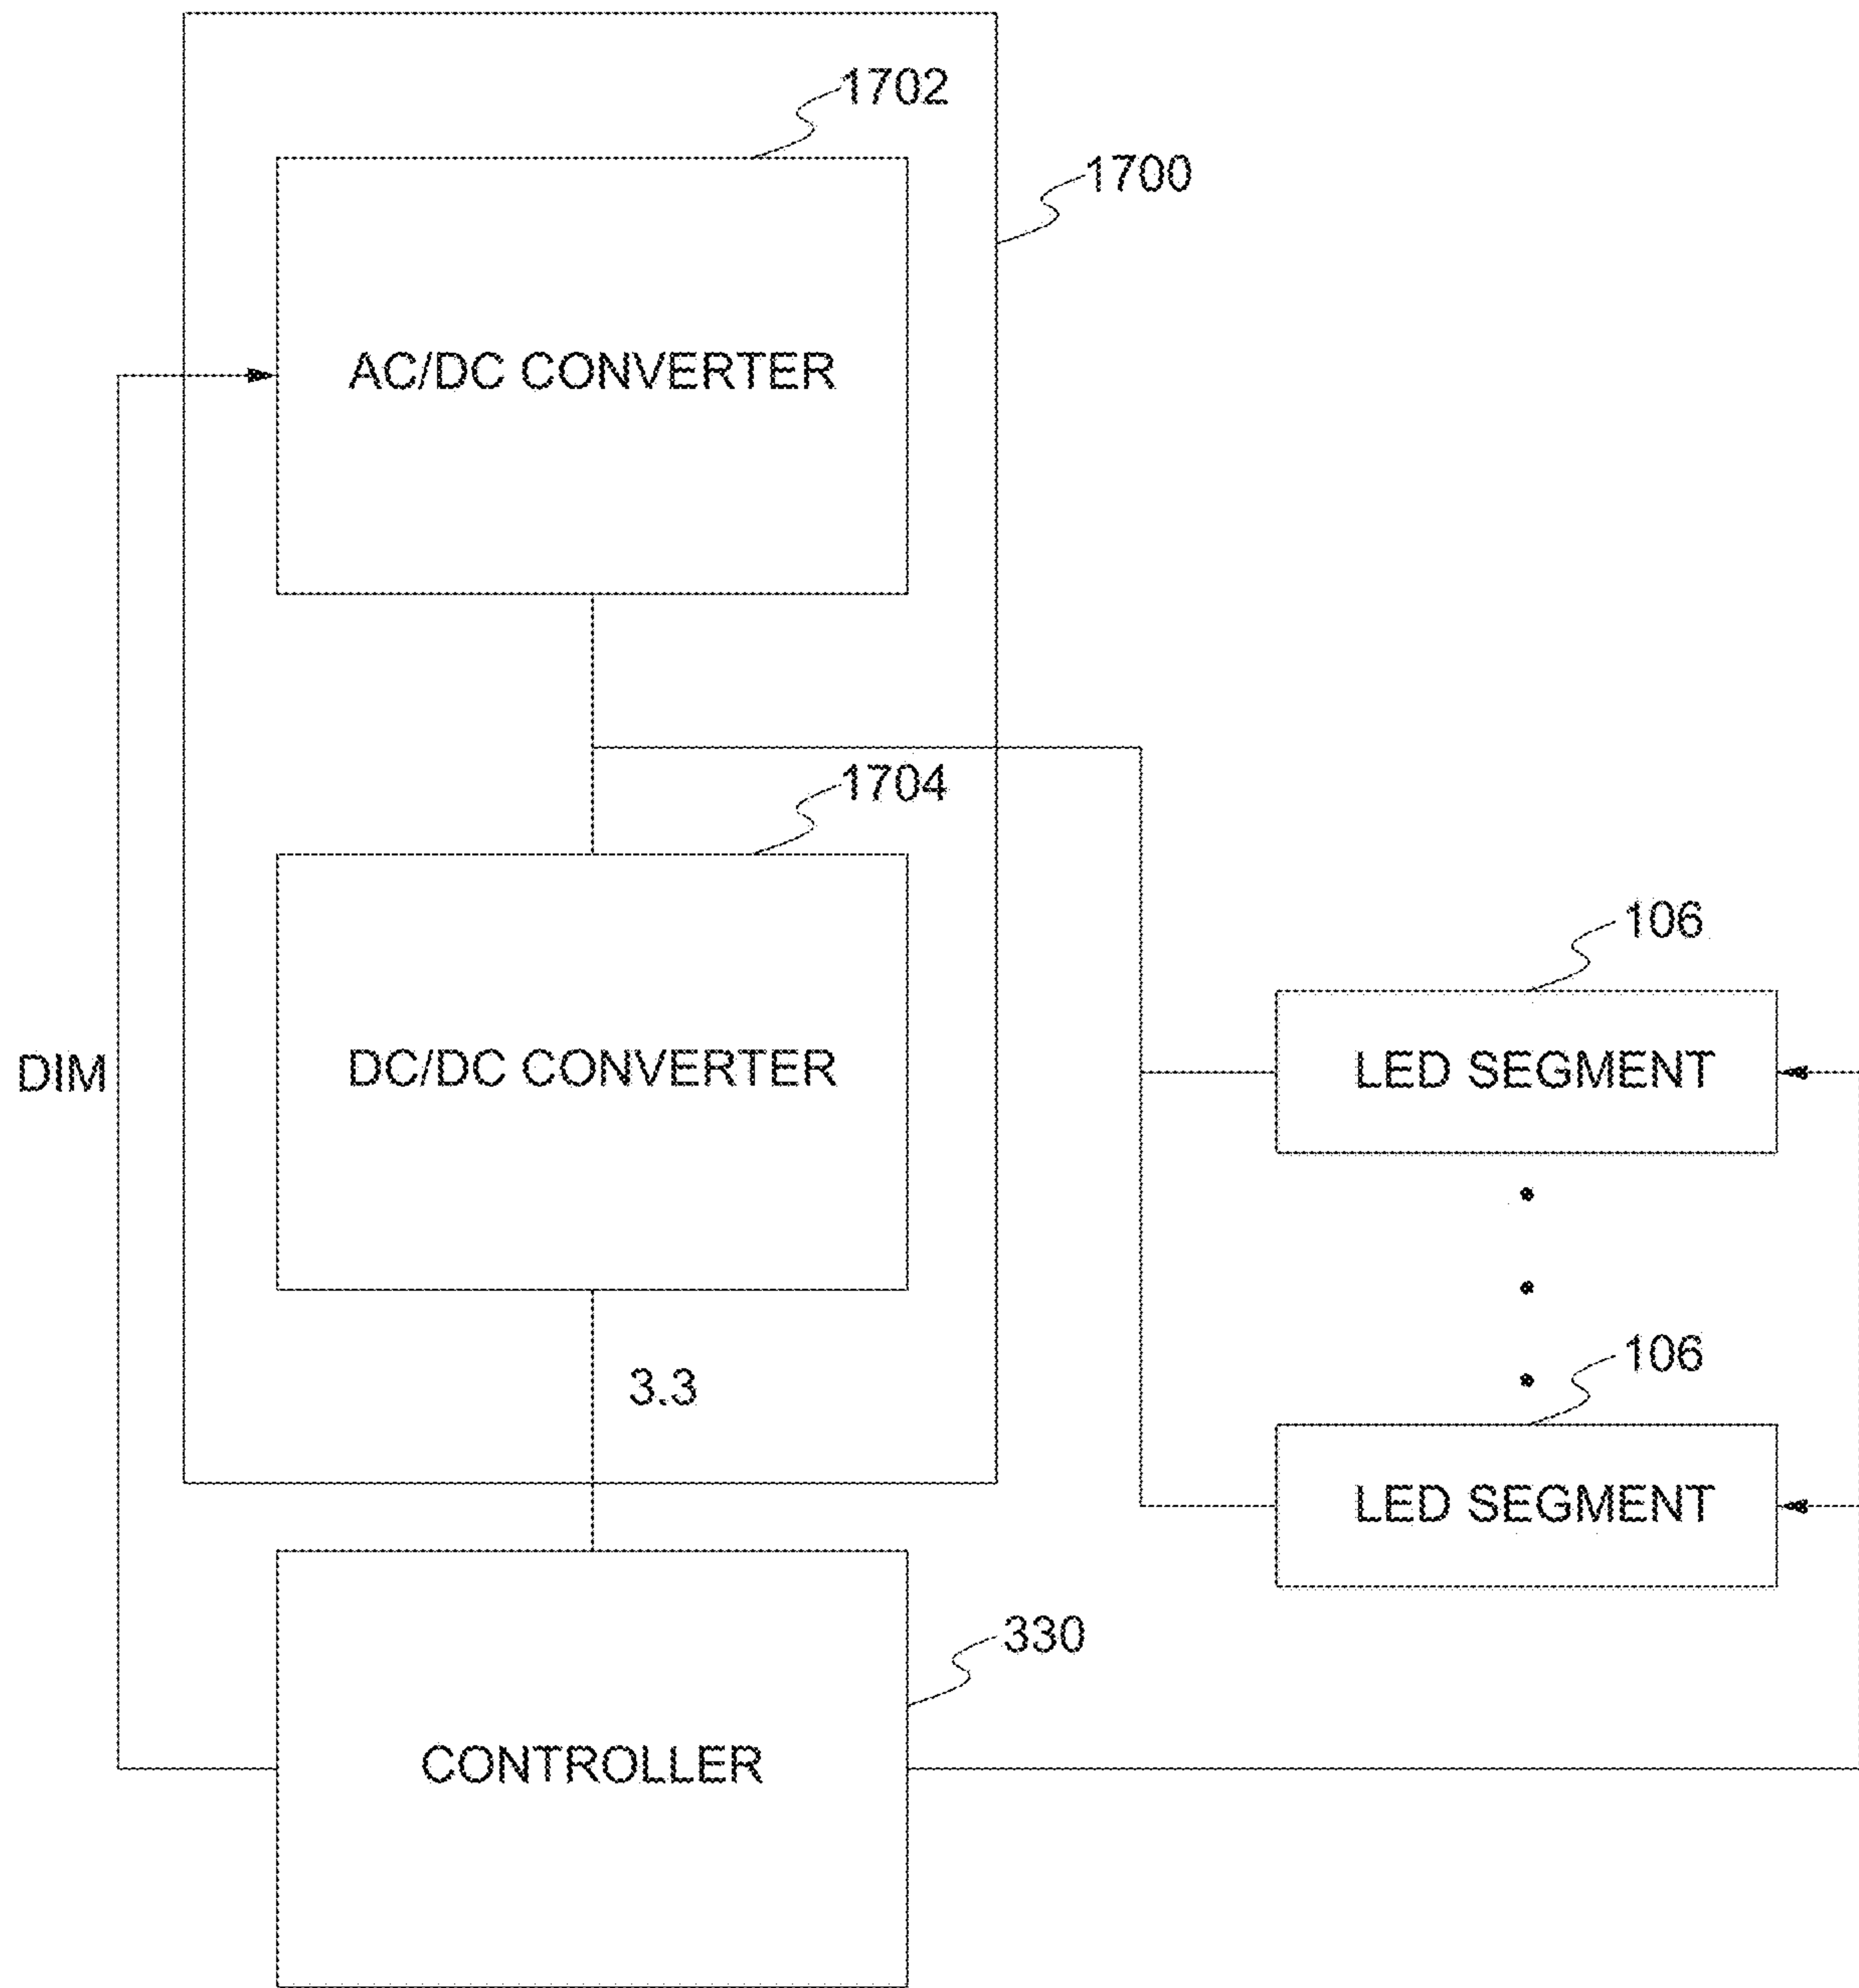 1702
1700
AC/DC CONVERTER
1704
106
DIM
DC/DC CONVERTER
LED SEGMENT
3.3
106
LED SEGMENT
330
CONTROLLER